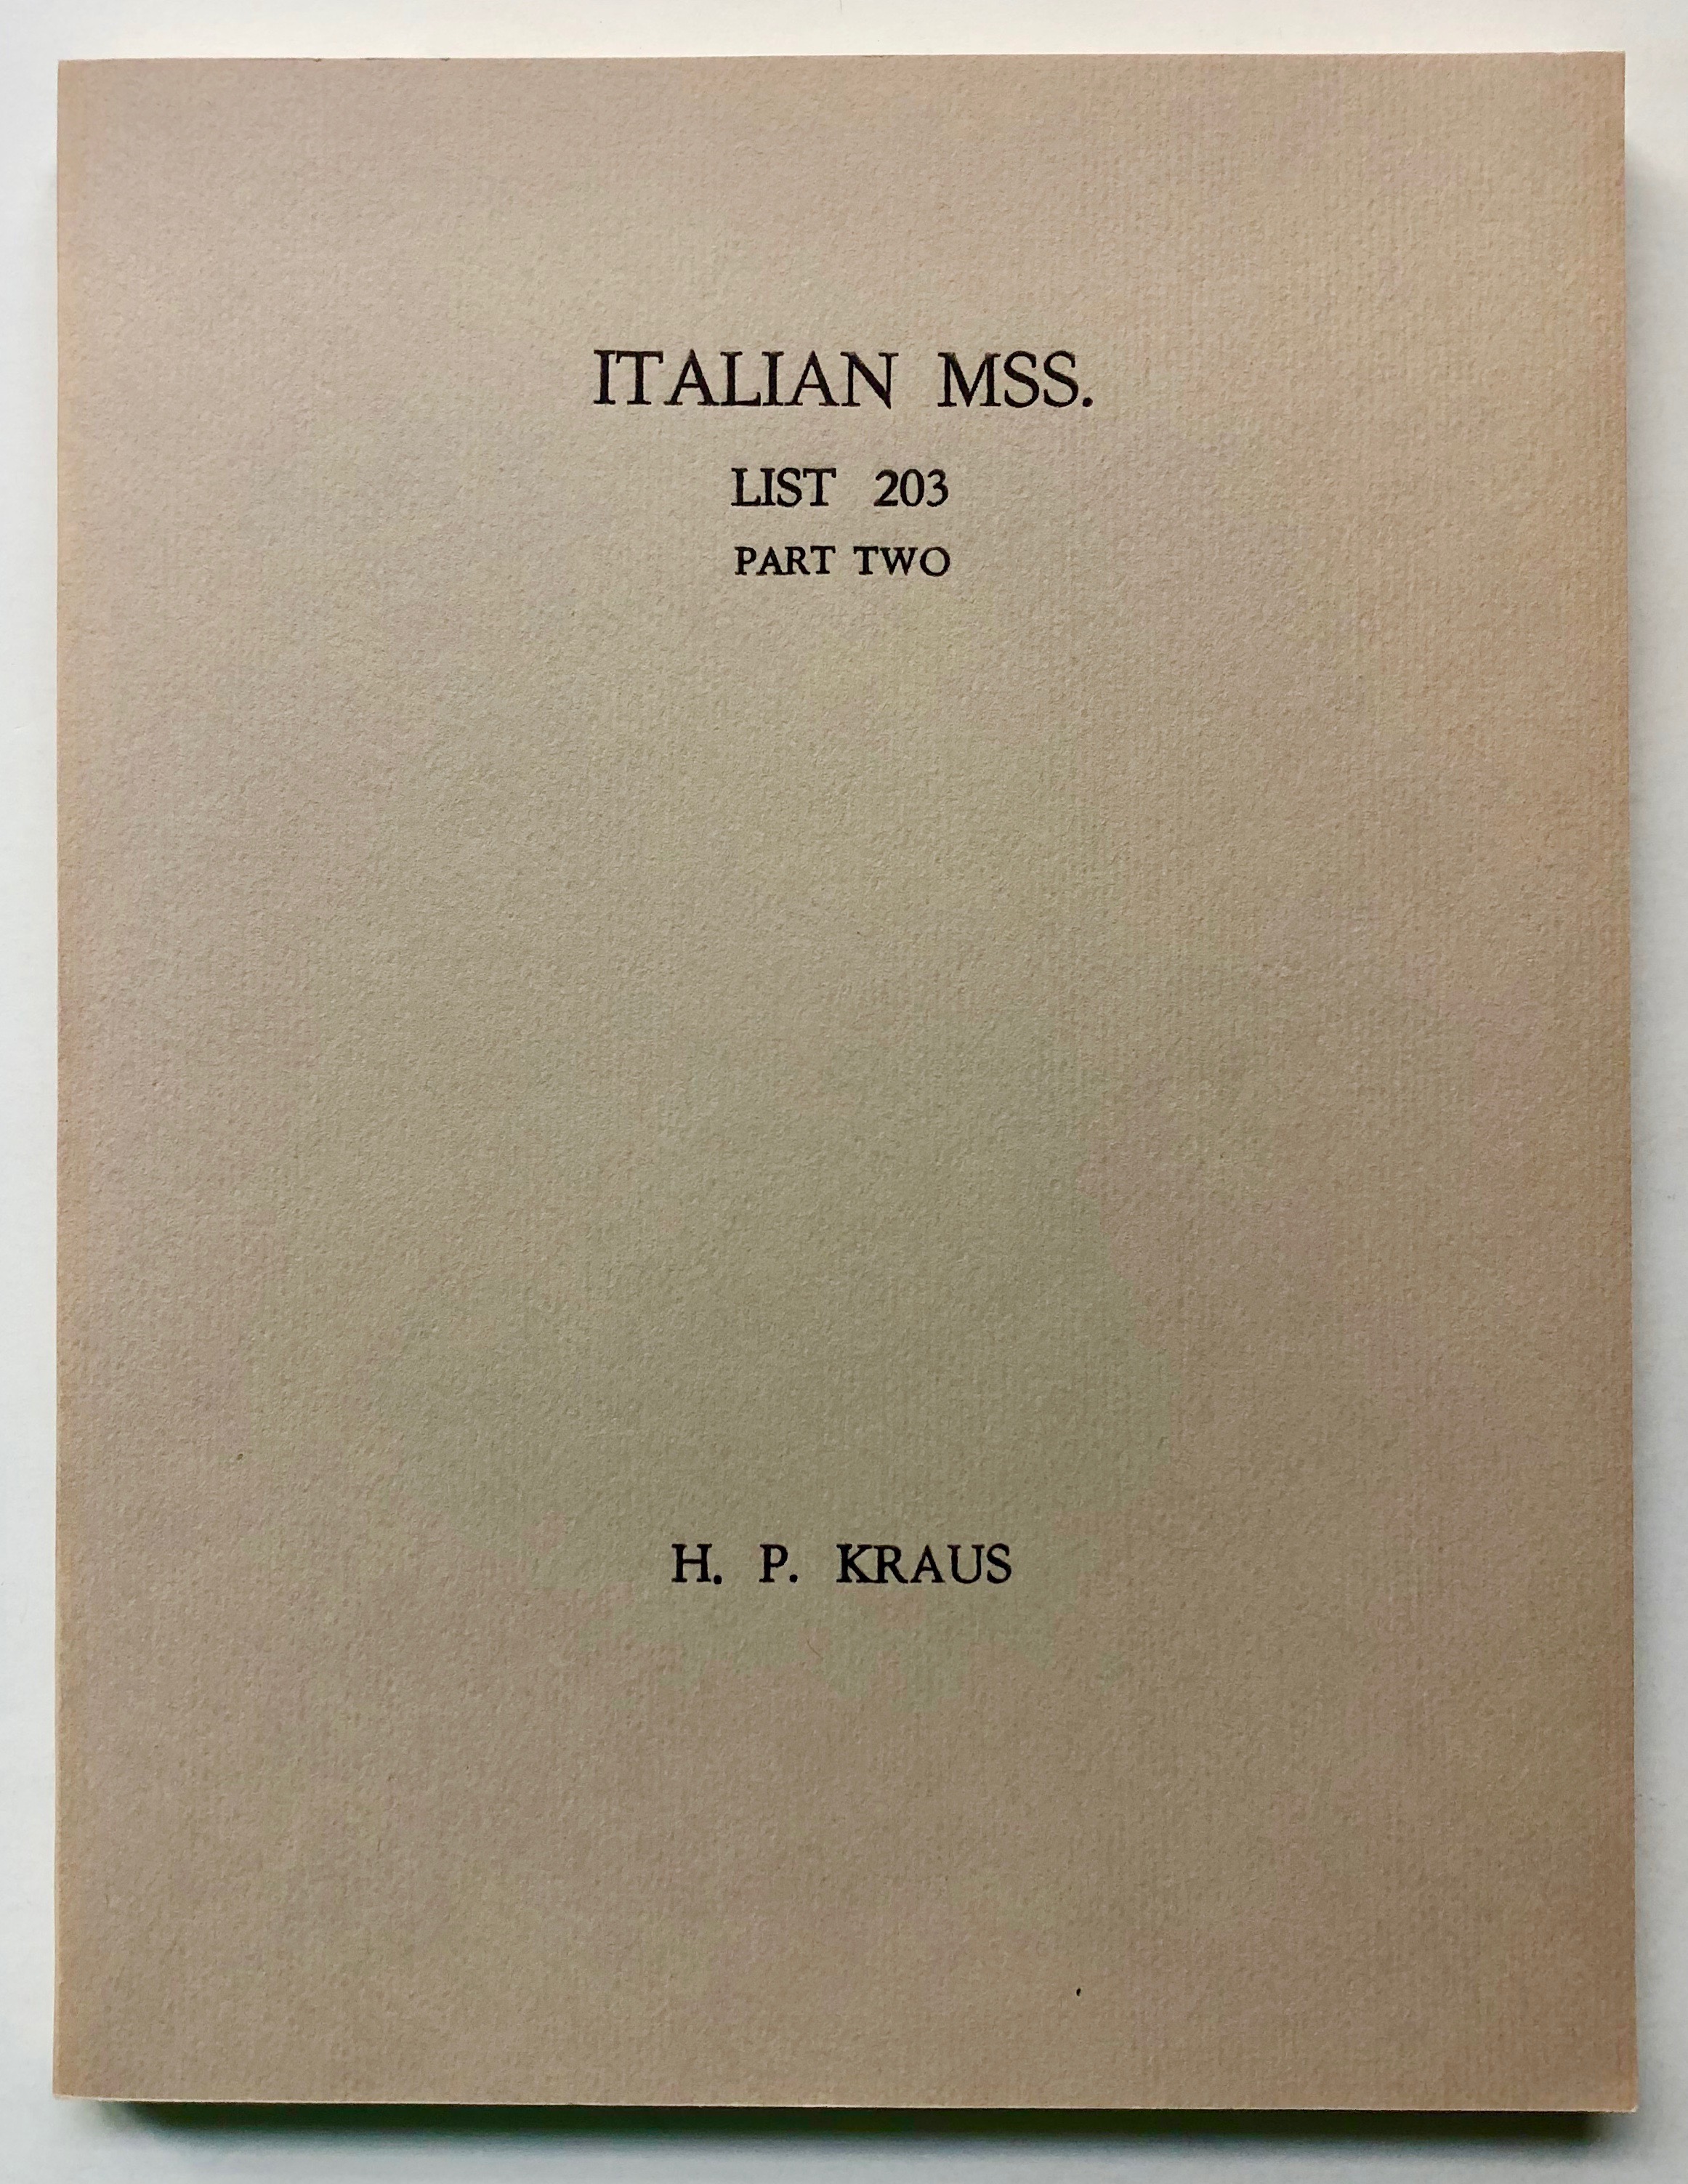 ITALIAN MSS.
LIST 203
PART TWO
H. P. KRAUS